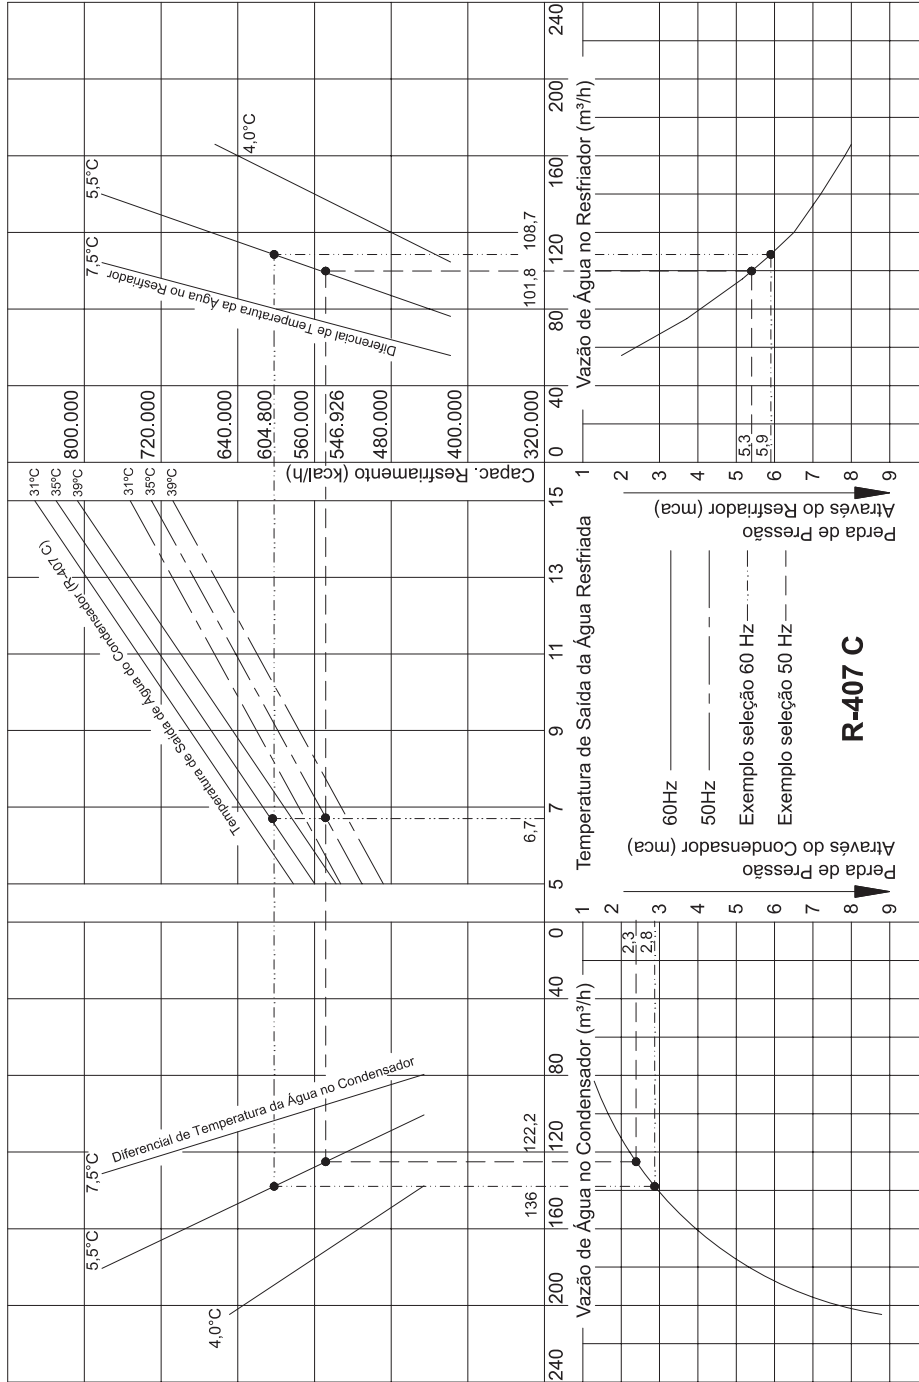 4,0°C
5,5°C
7,5°C
Diferencial de Temperatura da Água no Condensador
136
122,2
240
200
160
120
80
40
0
Vazão de Água no Condensador (m³/h)
31°C
35°C
39°C
31°C
35°C
39°C
Temperatura de Saída de Água do Condensador (R-407 C)
6,7
5
7
9
11
13
15
Temperatura de Saída da Água Resfriada
Capac. Resfriamento (kcal/h)
800.000
720.000
640.000
604.800
560.000
546.926
480.000
400.000
320.000
7,5°C
5,5°C
4,0°C
Diferencial de Temperatura da Água no Resfriador
101,8
108,7
0
40
80
120
160
200
240
Vazão de Água no Resfriador (m³/h)
1
2
3
4
5
6
7
8
9
2,3
2,8
Perda de Pressão
Através do Condensador (mca)
60Hz
50Hz
Exemplo seleção 60 Hz
Exemplo seleção 50 Hz
R-407 C
Perda de Pressão
Através do Resfriador (mca)
1
2
3
4
5
6
7
8
9
5,3
5,9